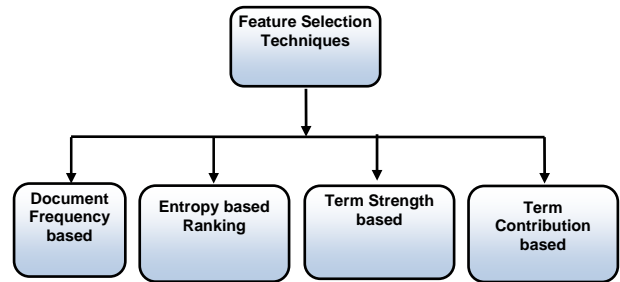 Feature Selection
Techniques
Document
Frequency
based
Entropy based
Ranking
Term Strength
based
Term
Contribution
based